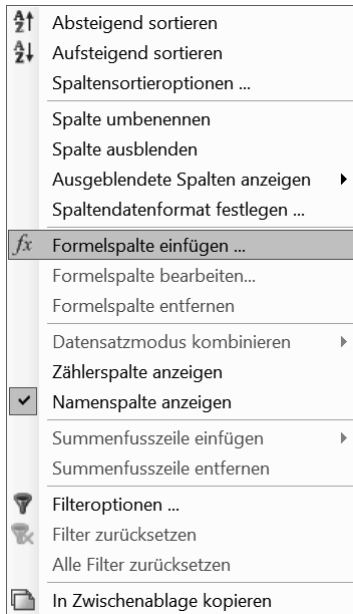 Absteigend sortieren
Aufsteigend sortieren
Spaltensortieroptionen ...
Spalte umbenennen
Spalte ausblenden
Ausgeblendete Spalten anzeigen
Spaltendatenformat festlegen ...
fx Formelspalte einfügen ...
Formelspalte bearbeiten...
Formelspalte entfernen
Datensatzmodus kombinieren
Zählerspalte anzeigen
Namenspalte anzeigen
Summenfusszeile einfügen
Summenfusszeile entfernen
Filteroptionen ...
Filter zurücksetzen
Alle Filter zurücksetzen
In Zwischenablage kopieren